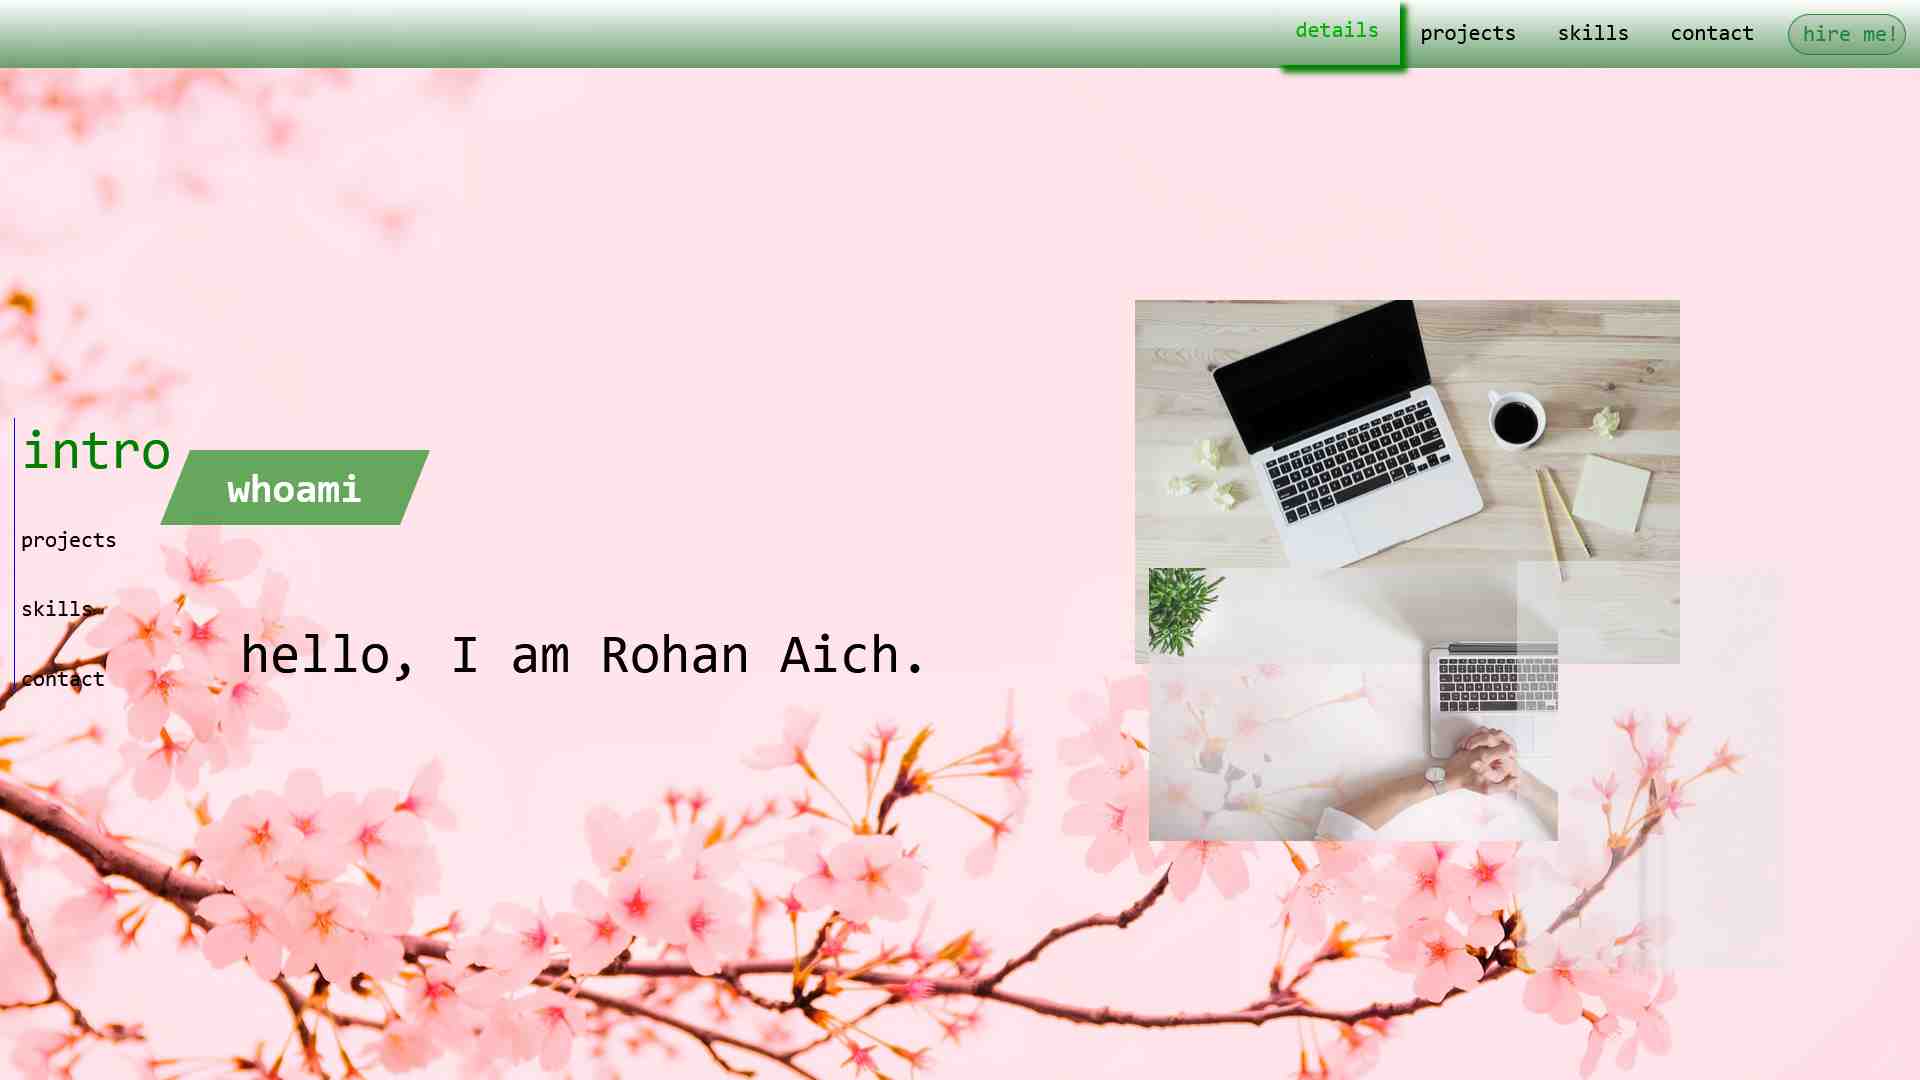 details projects skills contact hire me!
intro
whoami
projects
skills
hello, I am Rohan Aich.
contact